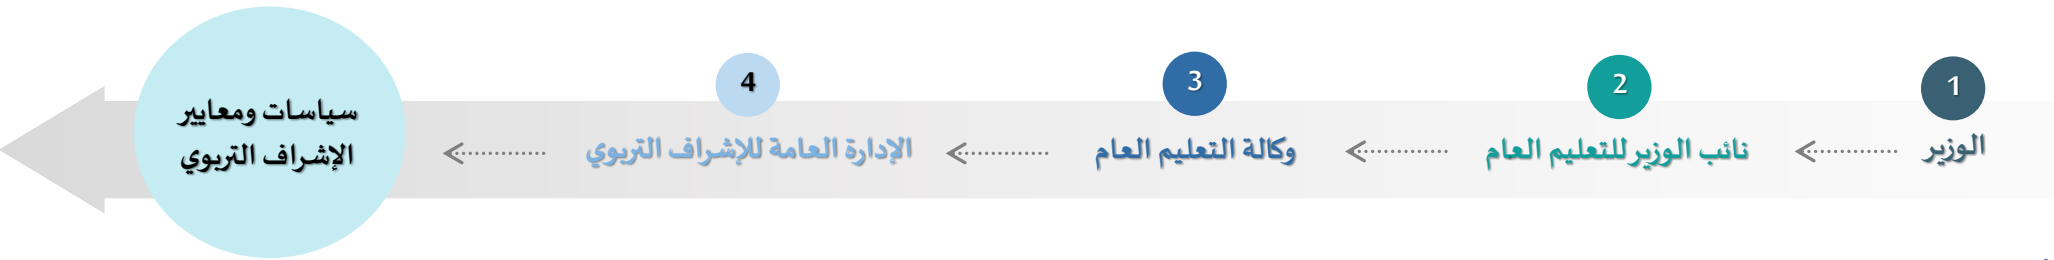 1
الوزير
2
نائب الوزير للتعليم العام
3
وكالة التعليم العام
4
الإدارة العامة للإشراف التربوي
سياسات ومعايير
الإشراف التربوي